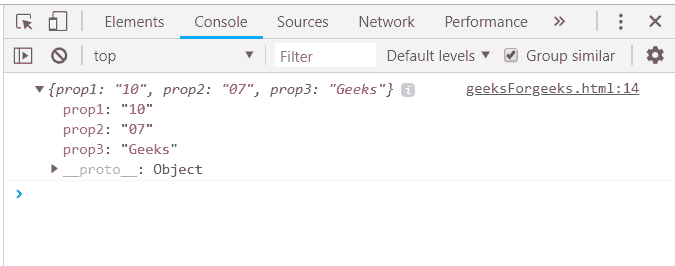 Elements Console Sources Network Performance »
top ▼ Filter Default levels ▼ Group similar
▼ {prop1: "10", prop2: "07", prop3: "Geeks"} i geeksForgeeks.html:14
prop1: "10"
prop2: "07"
prop3: "Geeks"
▶ __proto__: Object
>